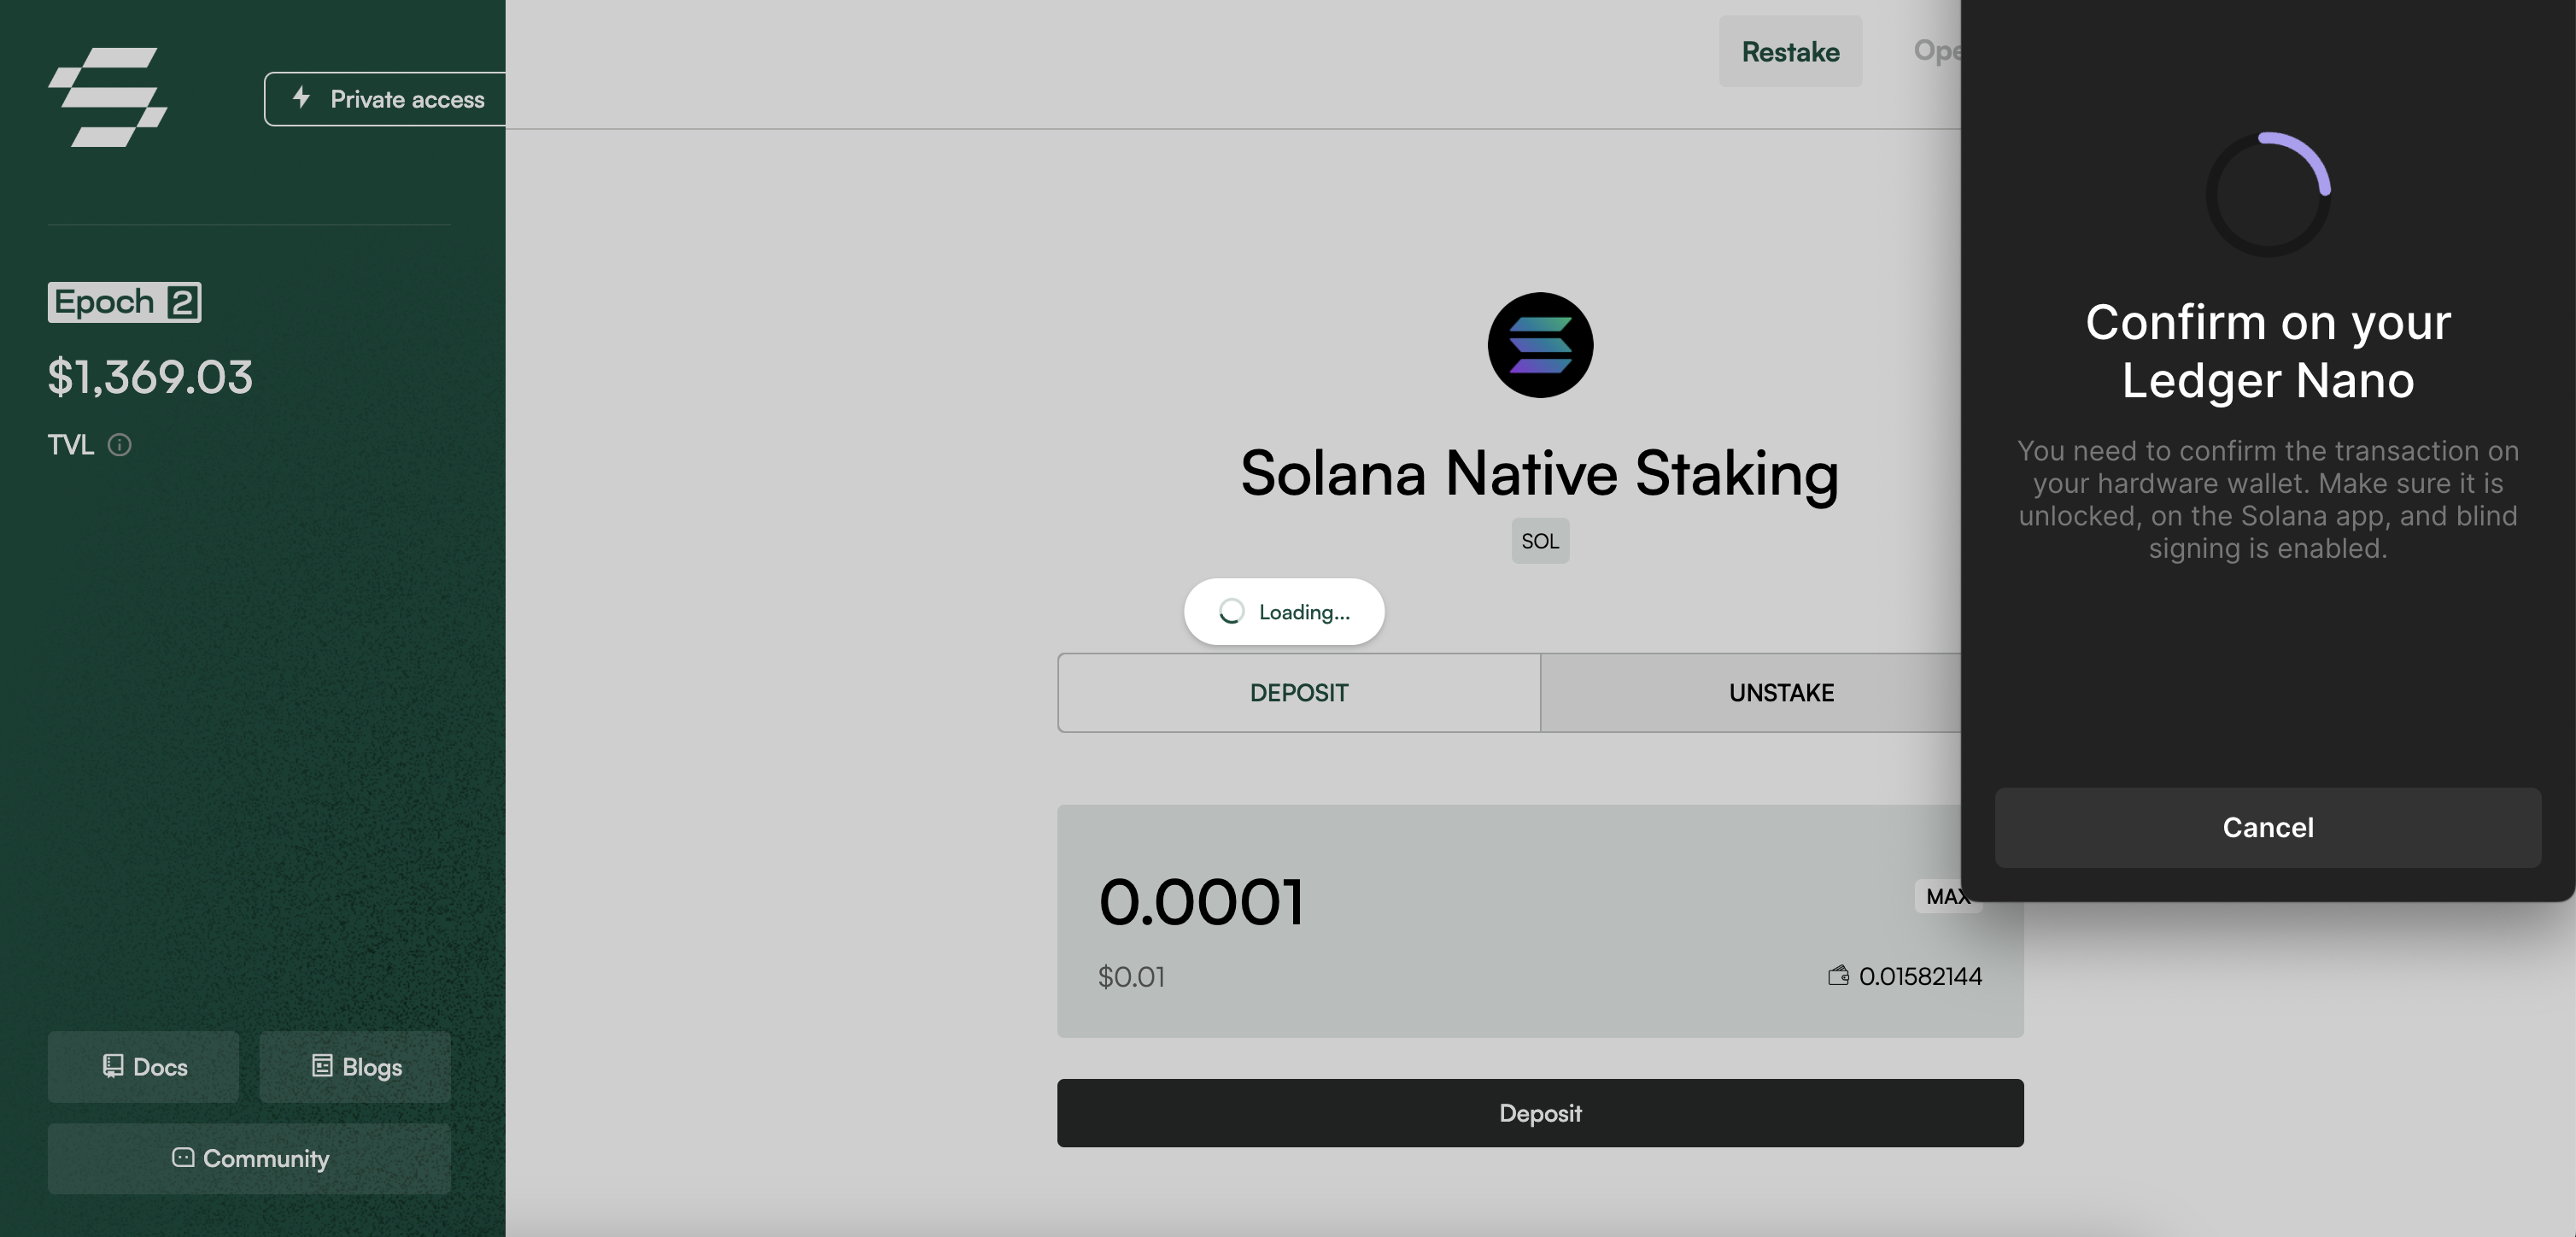 Private access
Epoch 2
$1,369.03
TVL
Docs
Blogs
Community
Restake
Ope
Solana Native Staking
SOL
Loading...
DEPOSIT
UNSTAKE
0.0001
MAX
$0.01
0.01582144
Deposit
Confirm on your
Ledger Nano
You need to confirm the transaction on
your hardware wallet. Make sure it is
unlocked, on the Solana app, and blind
signing is enabled.
Cancel